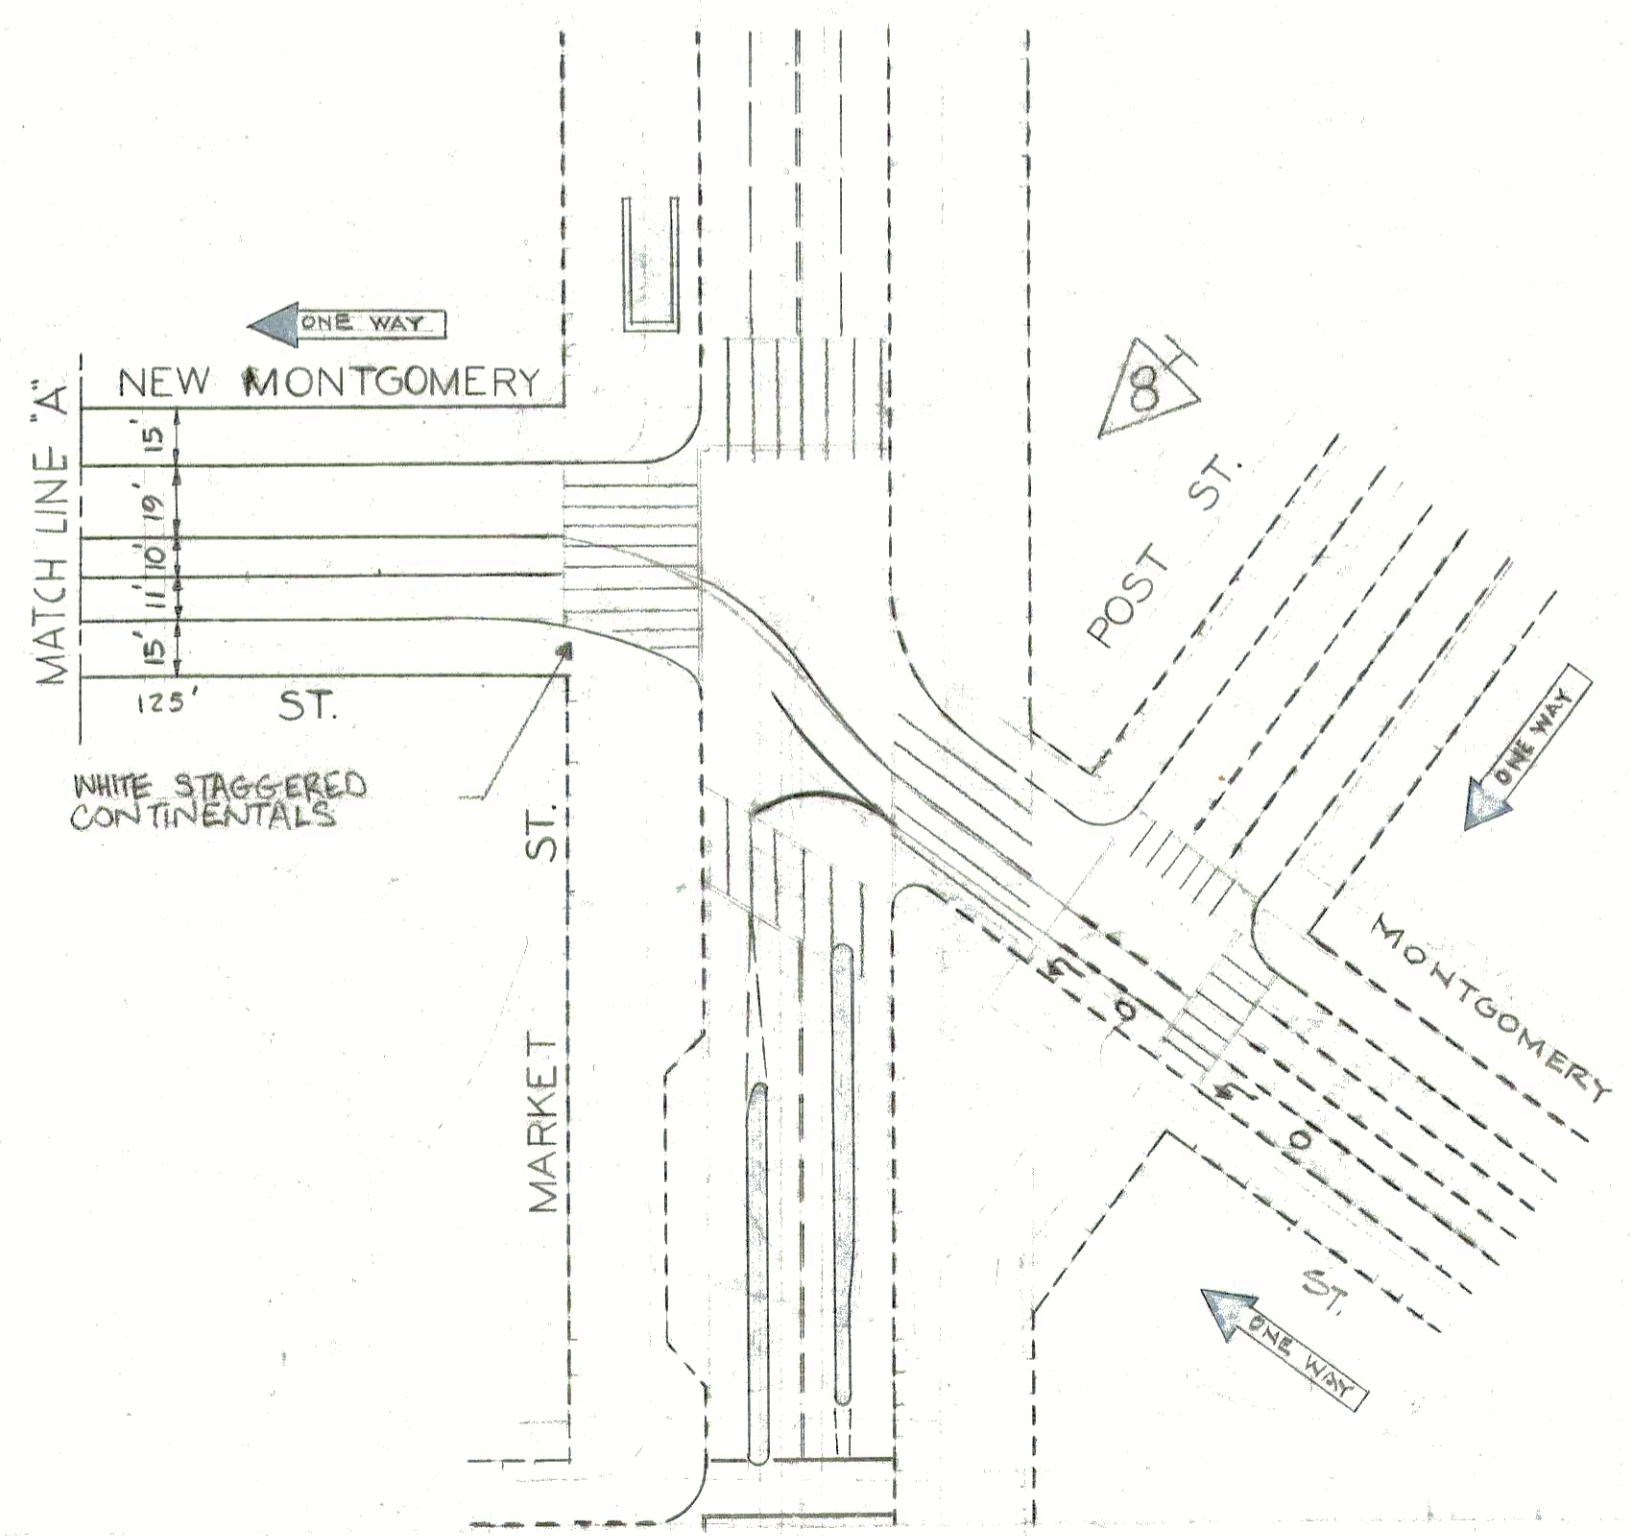 ONE WAY
NEW MONTGOMERY
ST.
MATCH LINE "A"
15'
19'
10'
11'
15'
125'
WHITE STAGGERED
CONTINENTALS
MARKET ST.
8
POST ST.
ONE WAY
MONTGOMERY
ST.
ONE WAY